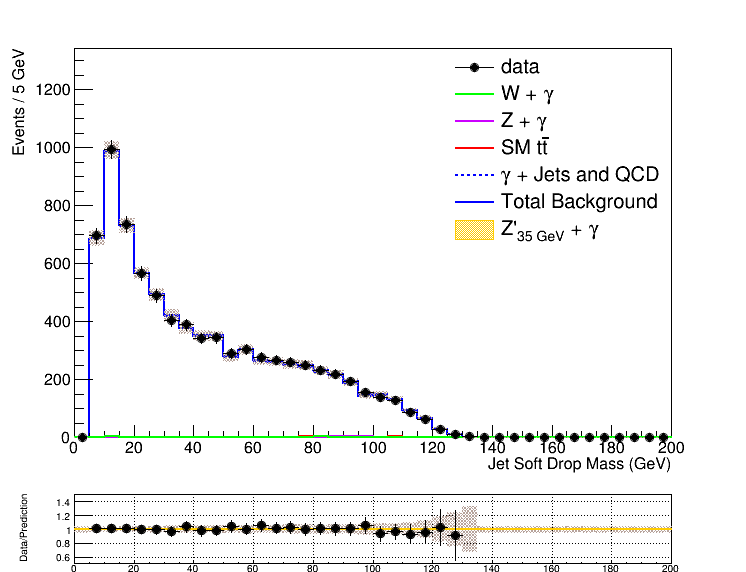 Events / 5 GeV
1200
1000
800
600
400
200
0
data
W + γ
Z + γ
SM tt̄
γ + Jets and QCD
Total Background
Z'35 GeV + γ
0 20 40 60 80 100 120 140 160 180 200
Jet Soft Drop Mass (GeV)
Data/Prediction
1.4
1.2
1
0.8
0.6
0 20 40 60 80 100 120 140 160 180 200